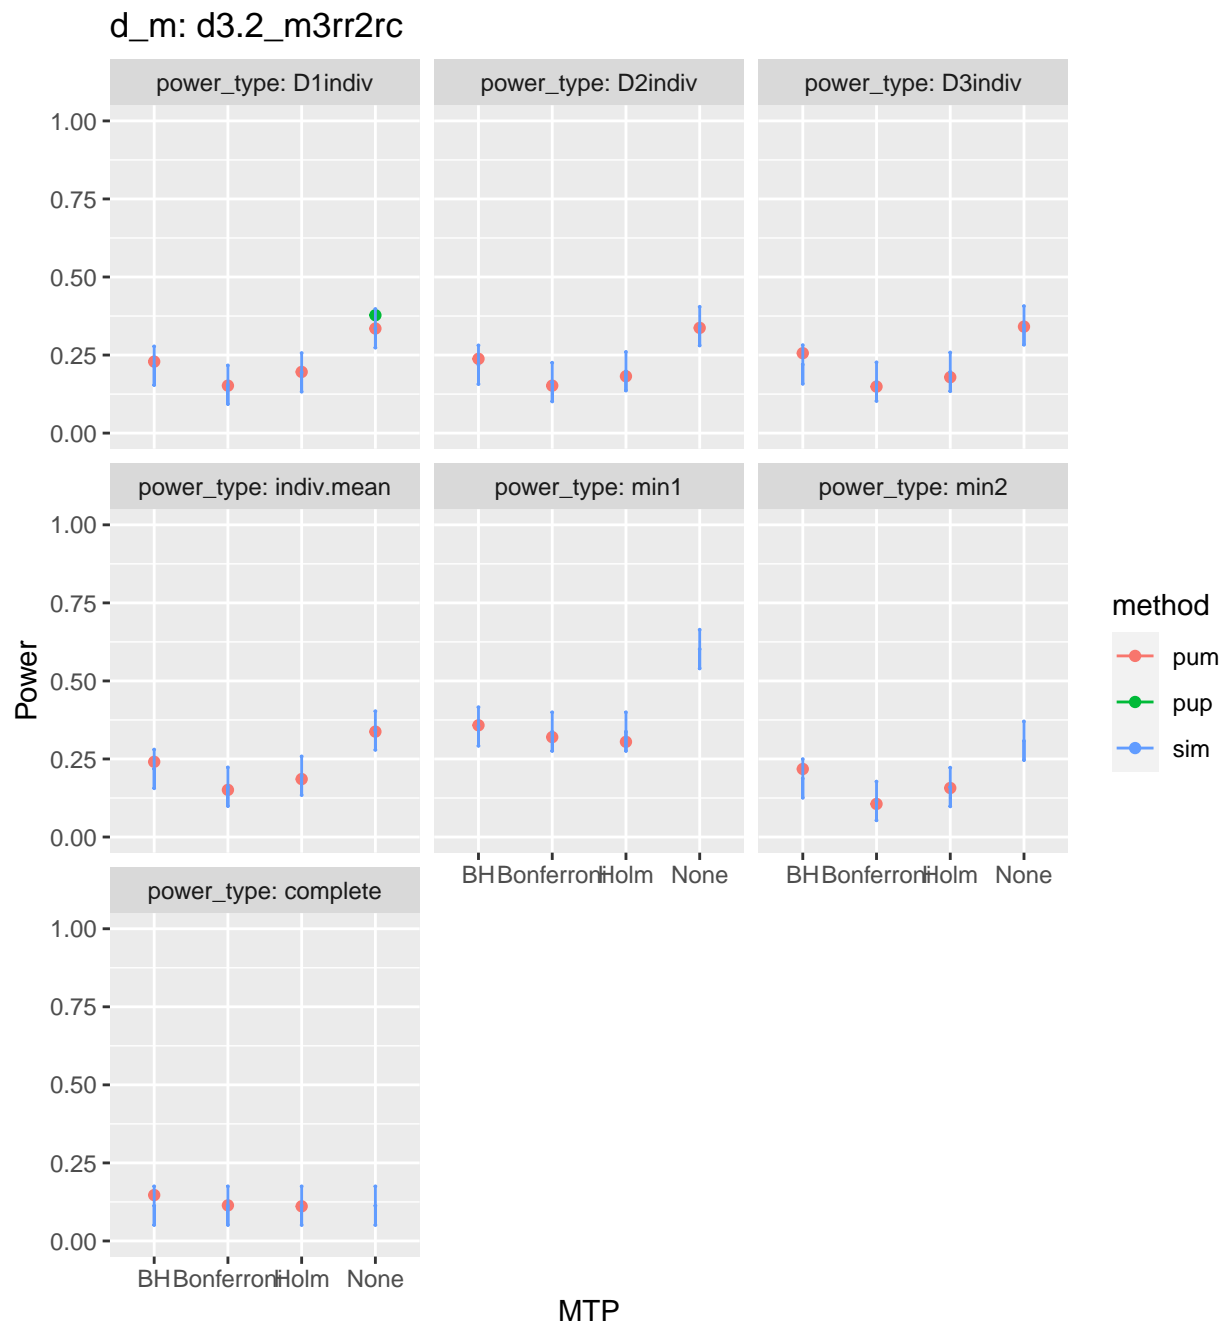 d_m: d3.2_m3rr2rc
power_type: D1indiv
power_type: D2indiv
power_type: D3indiv
1.00
0.75
0.50
0.25
0.00
power_type: indiv.mean
power_type: min1
power_type: min2
1.00
0.75
0.50
0.25
0.00
BH Bonferroni Holm None
BH Bonferroni Holm None
power_type: complete
1.00
0.75
0.50
0.25
0.00
BH Bonferroni Holm None
Power
MTP
method
pum
pup
sim